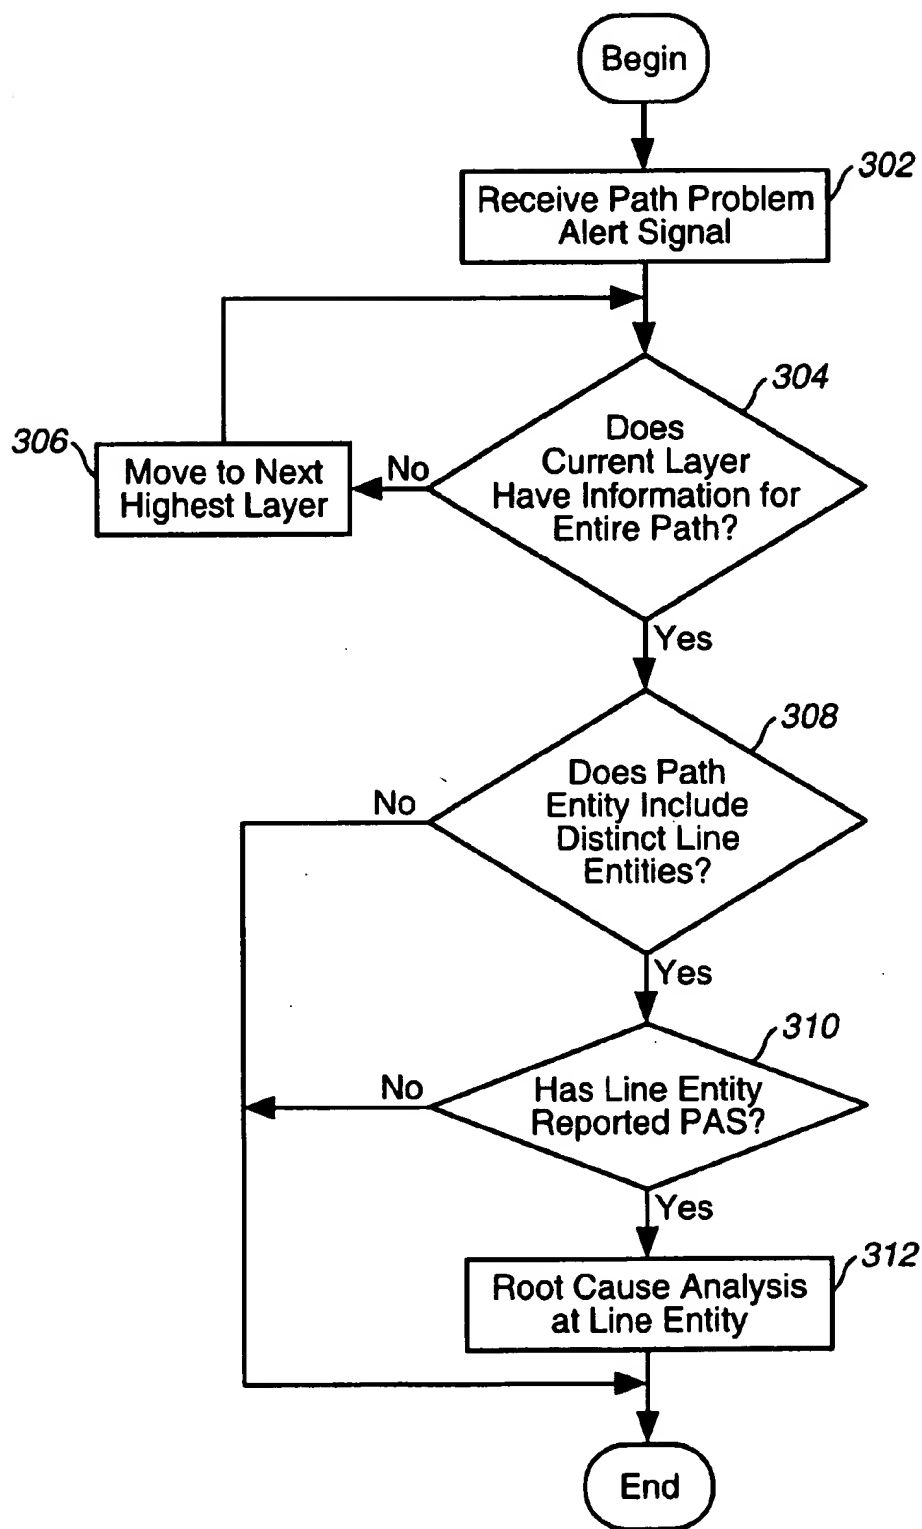 Begin
302
Receive Path Problem
Alert Signal
304
Does
Current Layer
Have Information for
Entire Path?
306
No
Move to Next
Highest Layer
Yes
308
Does Path
Entity Include
Distinct Line
Entities?
No
Yes
310
No
Has Line Entity
Reported PAS?
Yes
312
Root Cause Analysis
at Line Entity
End